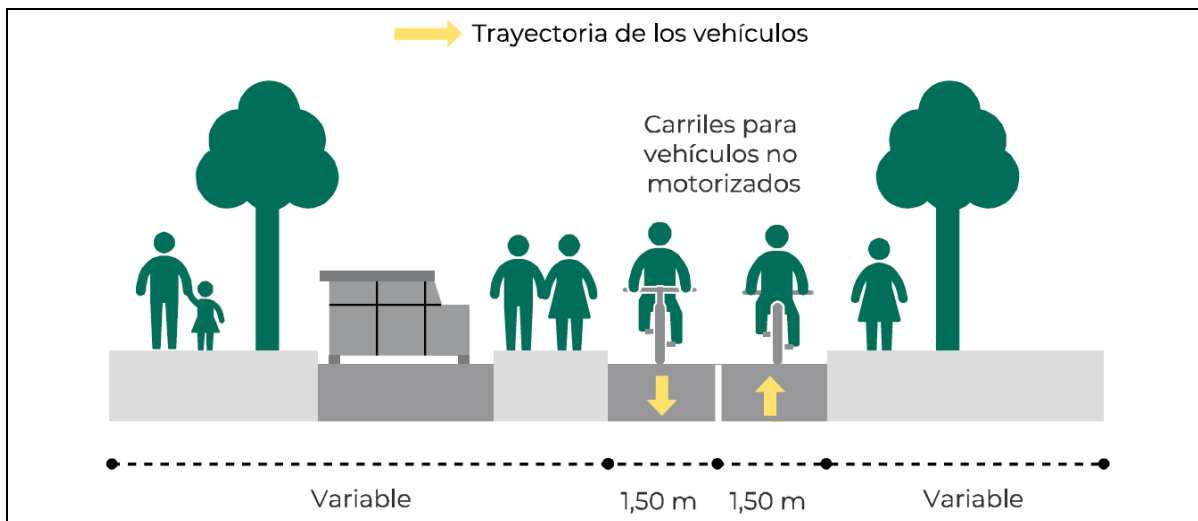 Trayectoria de los vehículos
Carriles para
vehículos no
motorizados
Variable
1,50 m
1,50 m
Variable